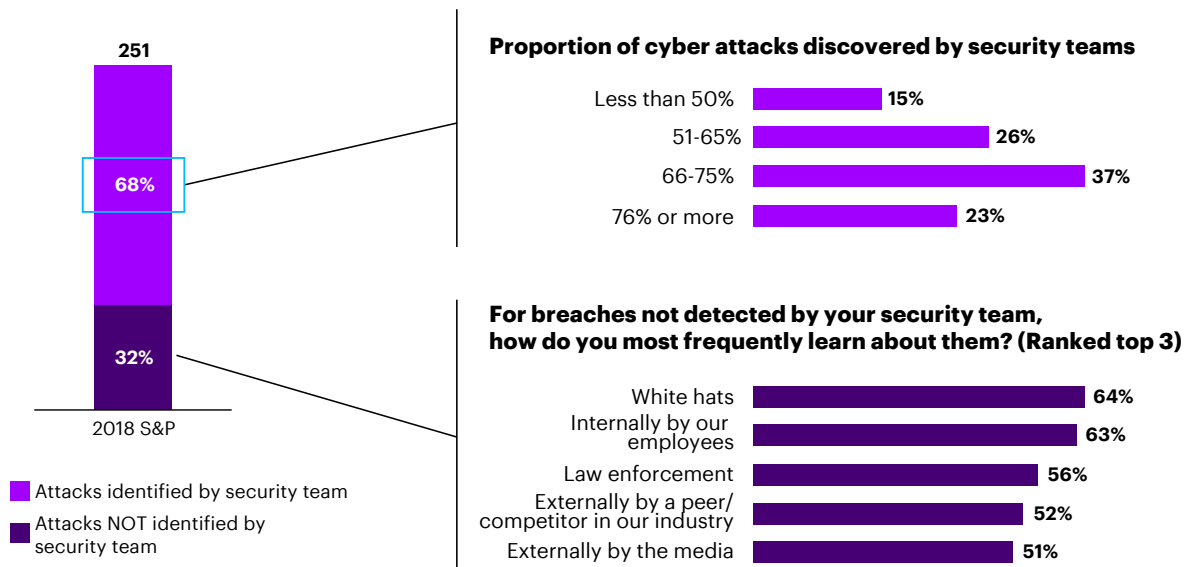 251
68%
32%
2018 S&P
Attacks identified by security team
Attacks NOT identified by
security team
Proportion of cyber attacks discovered by security teams
Less than 50%
15%
51-65%
26%
66-75%
37%
76% or more
23%
For breaches not detected by your security team,
how do you most frequently learn about them? (Ranked top 3)
White hats
64%
Internally by our
employees
63%
Law enforcement
56%
Externally by a peer/
competitor in our industry
52%
Externally by the media
51%